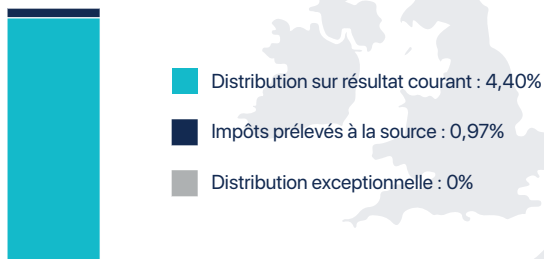 Distribution sur résultat courant : 4,40%
Impôts prélevés à la source : 0,97%
Distribution exceptionnelle : 0%